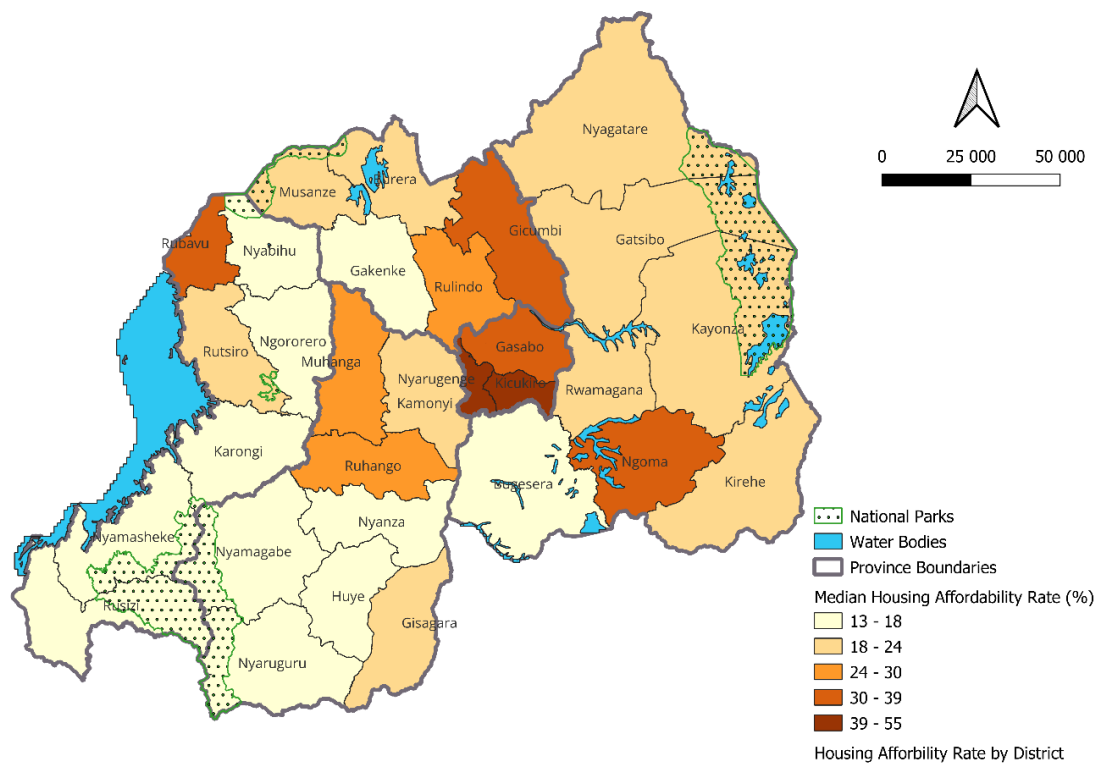 Nyagatare
0 25 000 50 000
Musanze
Burera
Gicumbi
Rubavu
Nyabihu
Gatsibo
Gakenke
Rulindo
Kayonza
Ngororero
Gasabo
Rutsiro
Muhanga
Nyarugenge
Kicukiro
Rwamagana
Kamonyi
Karongi
Ruhango
Ngoma
Kirehe
Bugesera
Nyanza
Nyamasheke
Nyamagabe
Rusizi
Huye
Gisagara
Nyaruguru
National Parks
Water Bodies
Province Boundaries
Median Housing Affordability Rate (%)
13 - 18
18 - 24
24 - 30
30 - 39
39 - 55
Housing Afforbility Rate by District